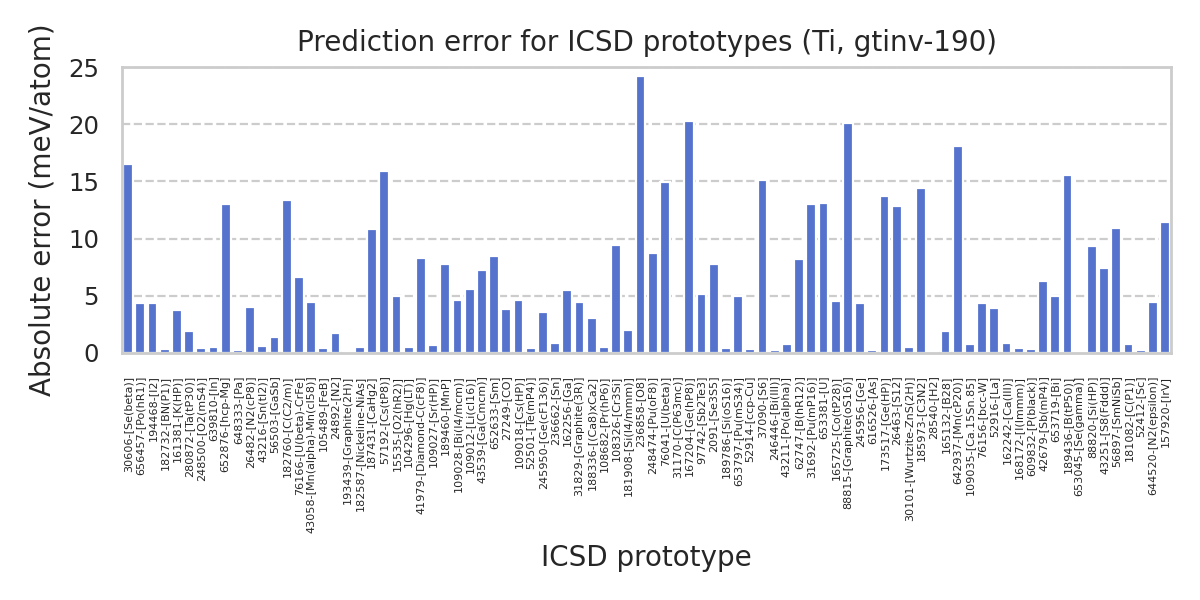 Prediction error for ICSD prototypes (Ti, gtinv-190)
Absolute error (meV/atom)
25
20
15
10
5
0
30606-[Se(beta)]
656457-[Po(hR1)]
194468-[I2]
182732-[BN(P1)]
16381-[K(HP)]
280872-[Ta(tP30)]
248500-[O2(mS4)]
639810-[In]
652876-[hcp-Mg]
64833-[Pa]
26482-[N2(cP8)]
43216-[Sn(tI2)]
56503-[GaSb]
182760-[C(C2/m)]
76166-[U(beta)-CrFe]
43058-[Mn(alpha)-Mn(cI58)]
105489-[FeB]
24892-[N2]
193439-[Graphite(2H)]
182587-[Nickeline-NiAs]
187431-[CaHg2]
57192-[Cs(tP8)]
15535-[O2(hR2)]
104296-[Hg(LT)]
41979-[Diamond-C(cF8)]
109027-[Sr(HP)]
189460-[MnP]
109028-[Bi(I4/mcm)]
109012-[Li(cI16)]
43539-[Ga(Cmcm)]
652633-[Sm]
27249-[CO]
109018-[Cs(HP)]
52501-[Te(mP4)]
245950-[Ge(cF136)]
236662-[Sn]
162256-[Ga]
31829-[Graphite(3R)]
188336-[(Ca8)xCa2]
108682-[Pr(hP6)]
108326-[Cr3Si]
181908-[Si(I4/mmm)]
236858-[O8]
248474-[Pu(oF8)]
76041-[U(beta)]
31170-[C(P63mc)]
167204-[Ge(hP8)]
97742-[Sb2Te3]
2091-[Se3S5]
189786-[Si(oS16)]
653797-[Pu(mS34)]
52914-[ccp-Cu]
37090-[S6]
246446-[Bi(III)]
43211-[Po(alpha)]
62747-[B(hR12)]
31692-[Pu(mP16)]
653381-[U]
165725-[Co(tP28)]
88815-[Graphite(oS16)]
245956-[Ge]
616526-[As]
173517-[Ge(HP)]
26463-[S12]
30101-[Wurtzite-ZnS(2H)]
185973-[C3N2]
28540-[H2]
165132-[B28]
642937-[Mn(cP20)]
109035-[Ca.15Sn.85]
76156-[bcc-W]
2916-[La]
162242-[Ca(III)]
168172-[I(Immm)]
609832-[P(black)]
42679-[Sb(mP4)]
653719-[Bi]
189436-[B(tP50)]
653045-[Se(gamma)]
88820-[Si(HP)]
43251-[S8(Fddd)]
56897-[SmNiSb]
181082-[C(P1)]
52412-[Sc]
644520-[N2(epsilon)]
157920-[IrV]
ICSD prototype